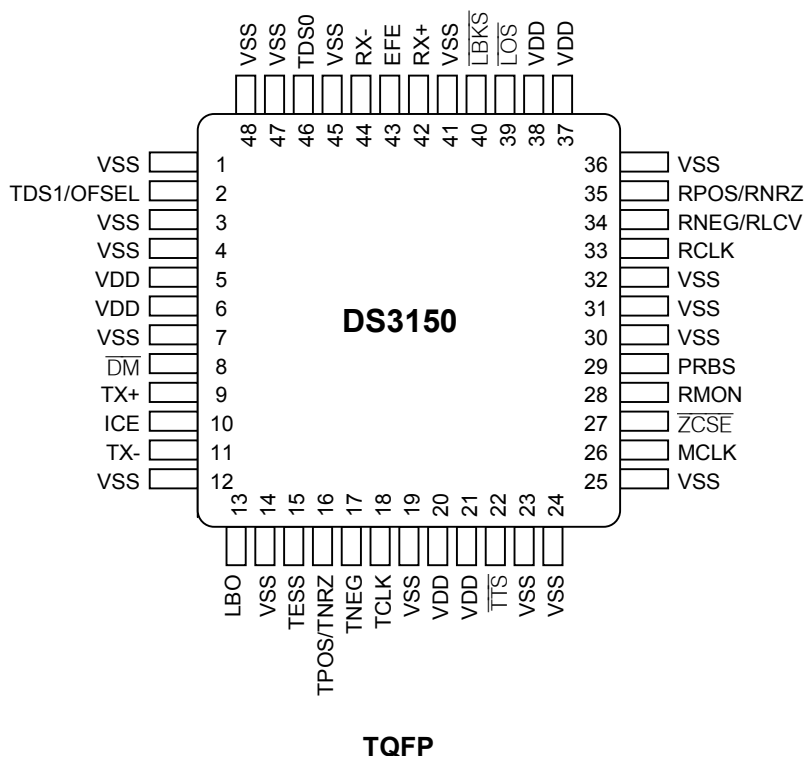 VSS
VSS
TDS0
VSS
RX-
EFE
RX+
VSS
L̅B̅K̅S̅
L̅O̅S̅
VDD
VDD
48
47
46
45
44
43
42
41
40
39
38
37
VSS 1
TDS1/OFSEL 2
VSS 3
VSS 4
VDD 5
VDD 6
VSS 7
D̅M̅ 8
TX+ 9
ICE 10
TX- 11
VSS 12
DS3150
36 VSS
35 RPOS/RNRZ
34 RNEG/RLCV
33 RCLK
32 VSS
31 VSS
30 VSS
29 PRBS
28 RMON
27 Z̅C̅S̅E̅
26 MCLK
25 VSS
13
14
15
16
17
18
19
20
21
22
23
24
LBO
VSS
TESS
TPOS/TNRZ
TNEG
TCLK
VSS
VDD
VDD
T̅T̅S̅
VSS
VSS
TQFP